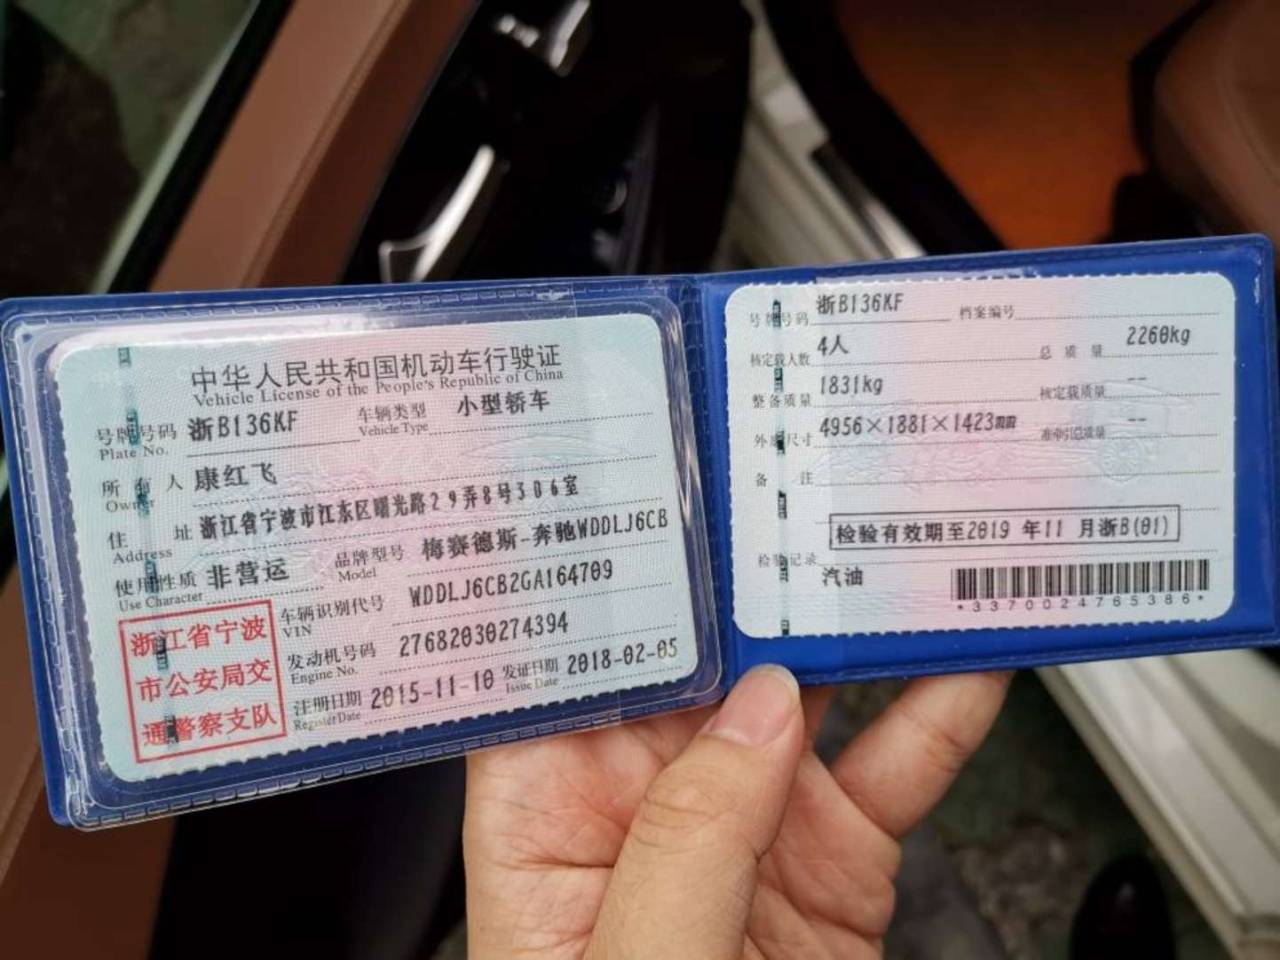 中华人民共和国机动车行驶证
Vehicle License of the People's Republic of China
号牌号码 浙B136KF 车辆类型 小型轿车
Plate No. Vehicle Type
所有人 康红飞
Owner
住址 浙江省宁波市江东区曙光路29弄8号306室
Address
使用性质 非营运 品牌型号 梅赛德斯-奔驰WDDLJ6CB
Use Character Model
浙江省宁波
市公安局交
通警察支队
车辆识别代号 WDDLJ6CB2GA164709
VIN
发动机号码 27682030274394
Engine No.
注册日期 2015-11-10 发证日期 2018-02-05
Register Date Issue Date
号牌号码 浙B136KF 档案编号
核定载人数 4人 总质量 2260kg
整备质量 1831kg 核定载质量 --
外廓尺寸 4956×1881×1423mm 准牵引总质量 --
备注
检验有效期至2019年11月浙B(01)
检验记录
汽油
*3370024765386*